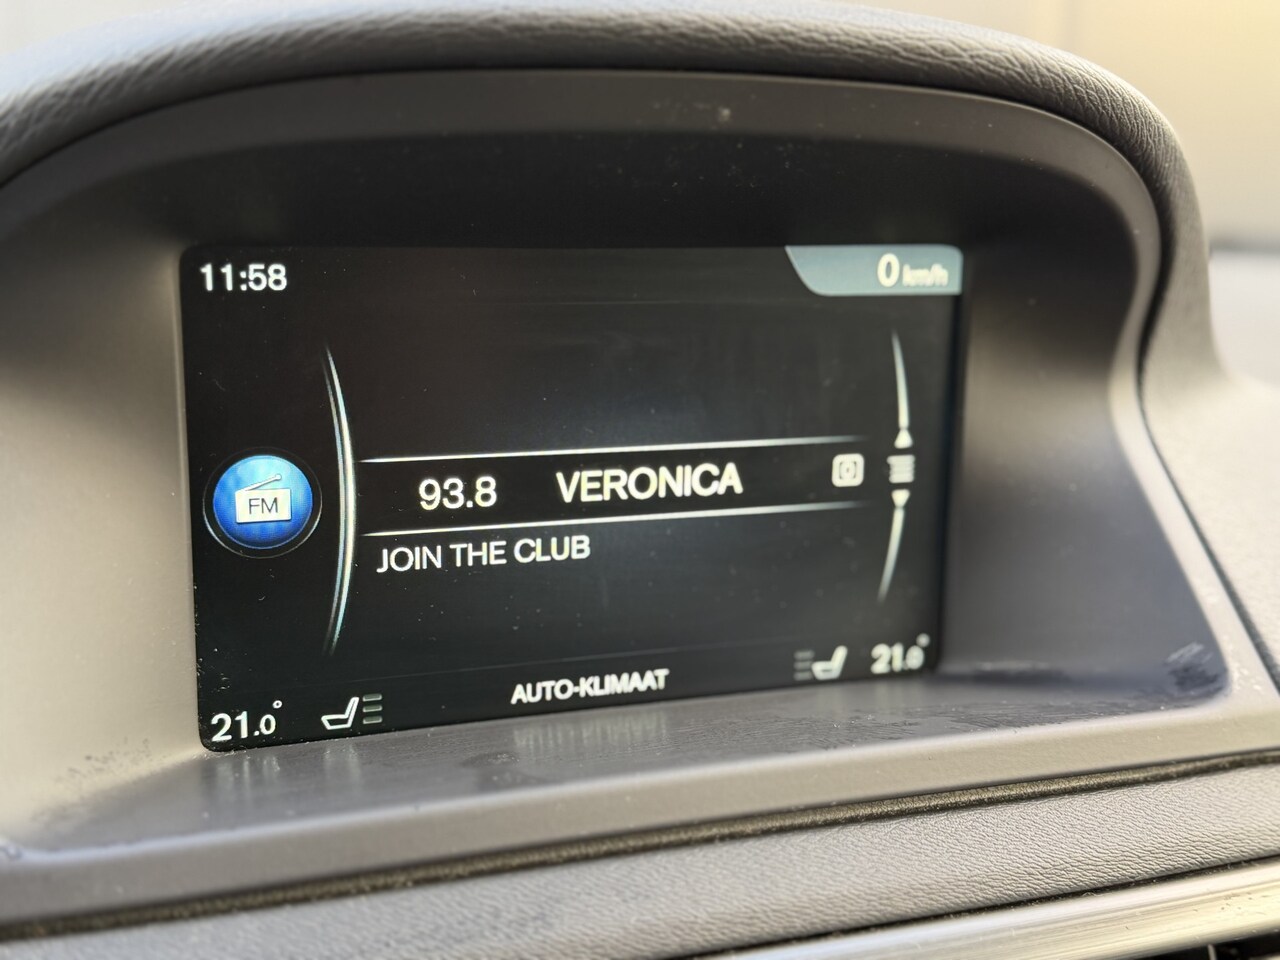 11:58
0 km/h
FM
93.8 VERONICA
JOIN THE CLUB
AUTO-KLIMAAT
21.0°
21.0°